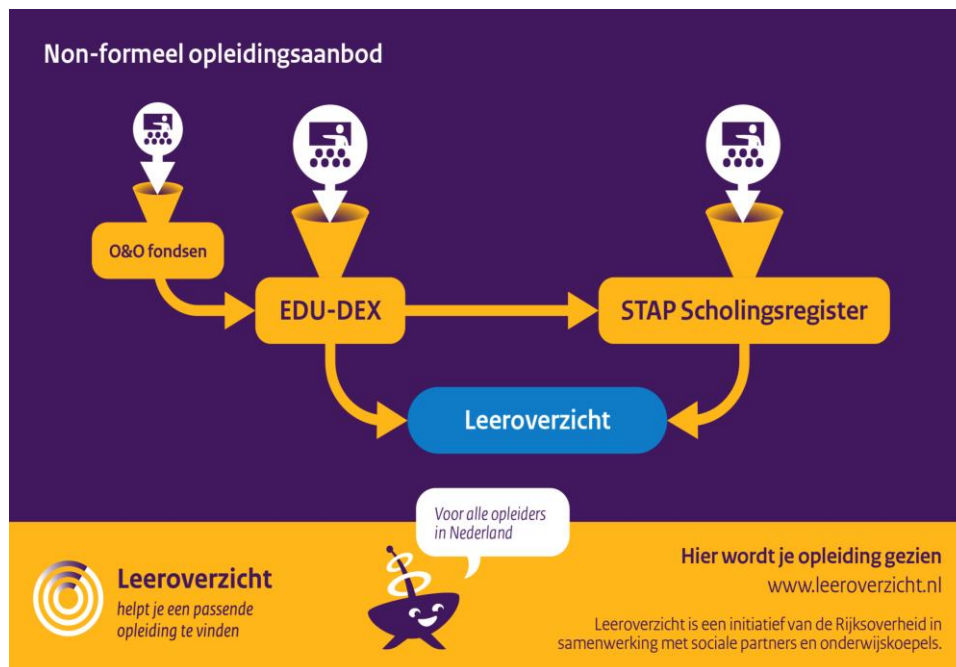 Non-formeel opleidingsaanbod
O&O fondsen
EDU-DEX
STAP Scholingsregister
Leeroverzicht
Voor alle opleiders
in Nederland
Leeroverzicht
helpt je een passende
opleiding te vinden
Hier wordt je opleiding gezien
www.leeroverzicht.nl
Leeroverzicht is een initiatief van de Rijksoverheid in
samenwerking met sociale partners en onderwijskoepels.